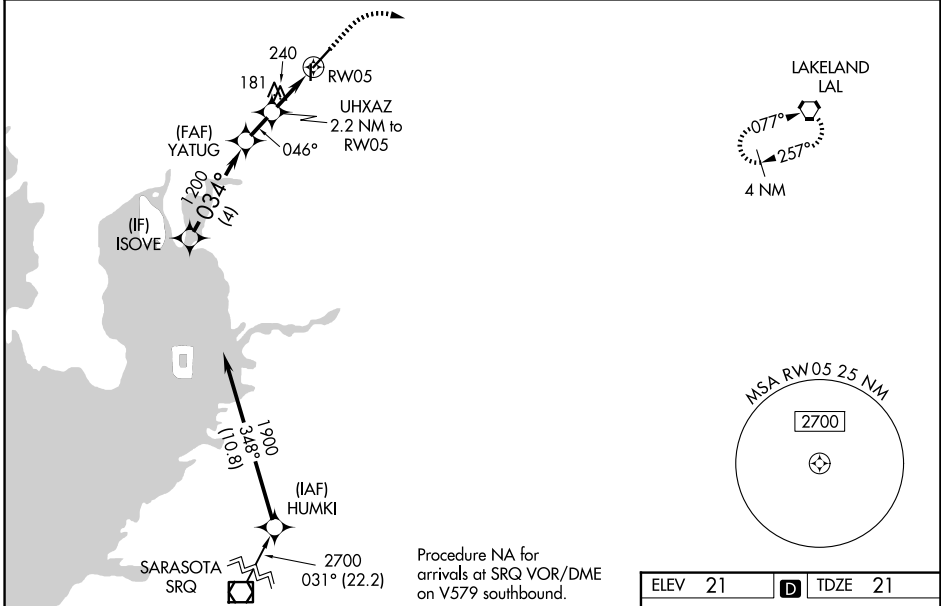 240
181
RW05
UHXAZ
2.2 NM to
RW05
(FAF)
YATUG
046°
1200
034°
(4)
(IF)
ISOVE
LAKELAND
LAL
077°
257°
4 NM
1900
348°
(10.8)
(IAF)
HUMKI
SARASOTA
SRQ
2700
031° (22.2)
Procedure NA for
arrivals at SRQ VOR/DME
on V579 southbound.
MSA RW05 25 NM
2700
ELEV 21 D TDZE 21